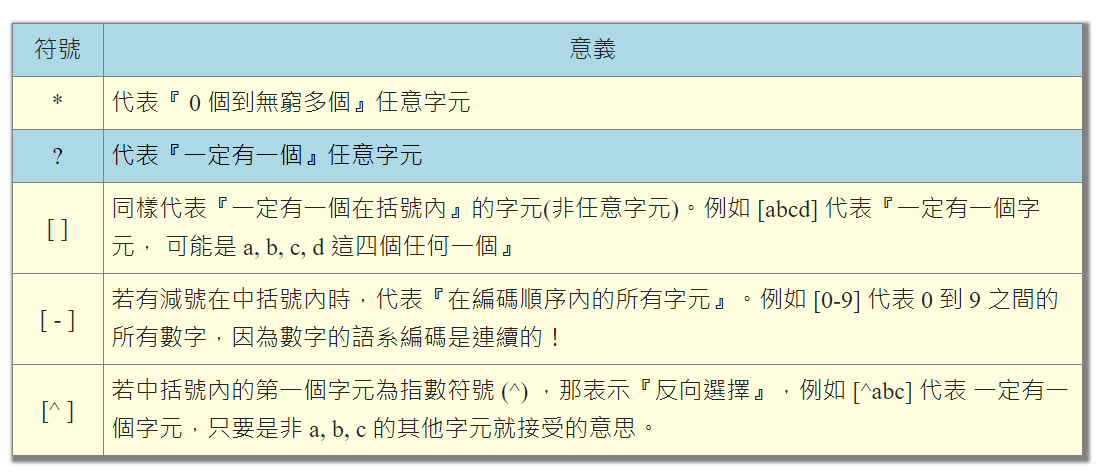 符號 意義
* 代表『 0 個到無窮多個』任意字元
? 代表『一定有一個』任意字元
[ ] 同樣代表『一定有一個在括號內』的字元(非任意字元)。例如 [abcd] 代表『一定有一個字
元， 可能是 a, b, c, d 這四個任何一個』
[ - ] 若有減號在中括號內時，代表『在編碼順序內的所有字元』。例如 [0-9] 代表 0 到 9 之間的
所有數字，因為數字的語系編碼是連續的！
[^ ] 若中括號內的第一個字元為指數符號 (^) ，那表示『反向選擇』，例如 [^abc] 代表 一定有一
個字元，只要是非 a, b, c 的其他字元就接受的意思。